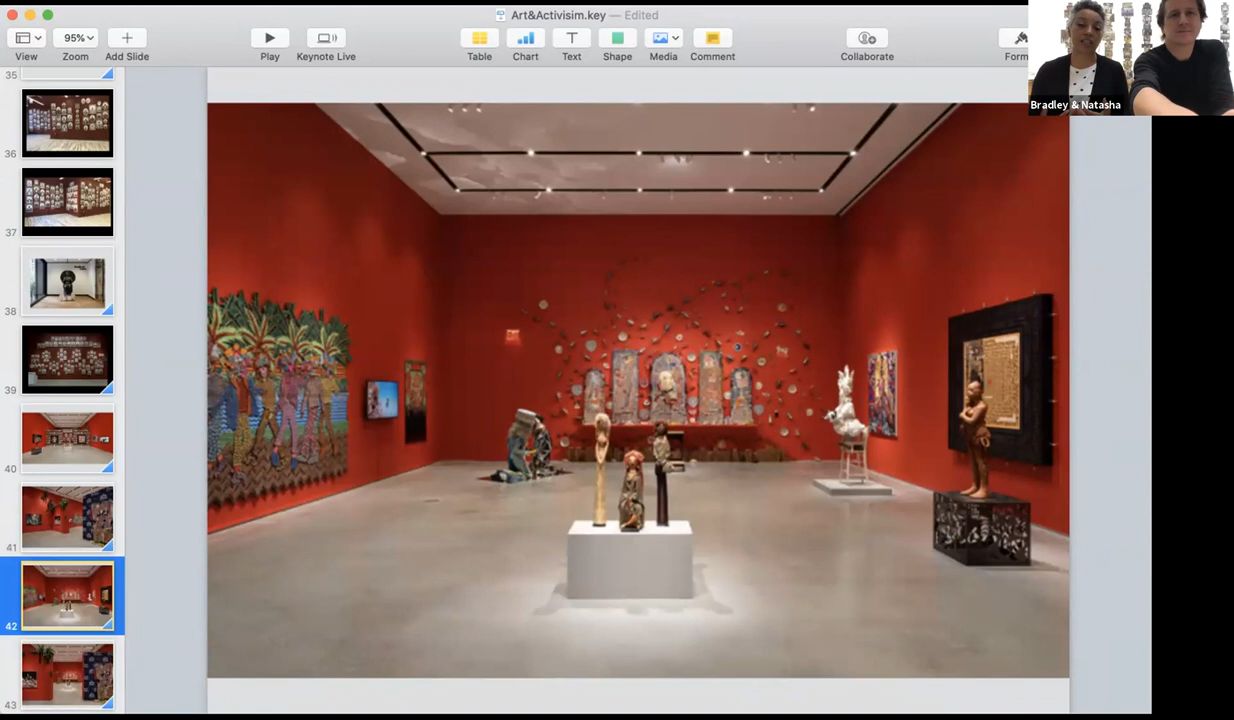 Art&Activisim.key — Edited
95%
View
Zoom
Add Slide
Play
Keynote Live
Table
Chart
Text
Shape
Media
Comment
Collaborate
Form
Bradley & Natasha
35
36
37
38
39
40
41
42
43